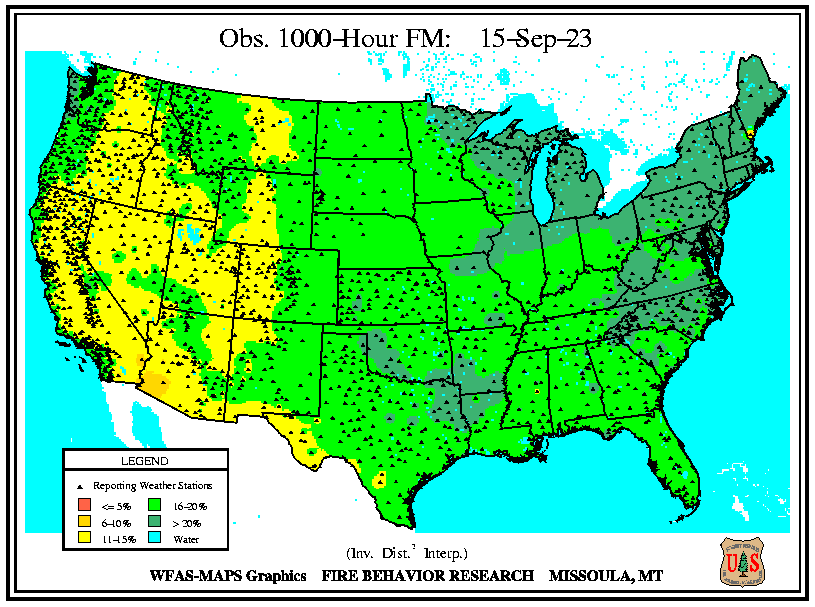 Obs. 1000-Hour FM: 15-Sep-23
LEGEND
Reporting Weather Stations
<= 5%
16-20%
6-10%
> 20%
11-15%
Water
(Inv. Dist.² Interp.)
WFAS-MAPS Graphics FIRE BEHAVIOR RESEARCH MISSOULA, MT
U S